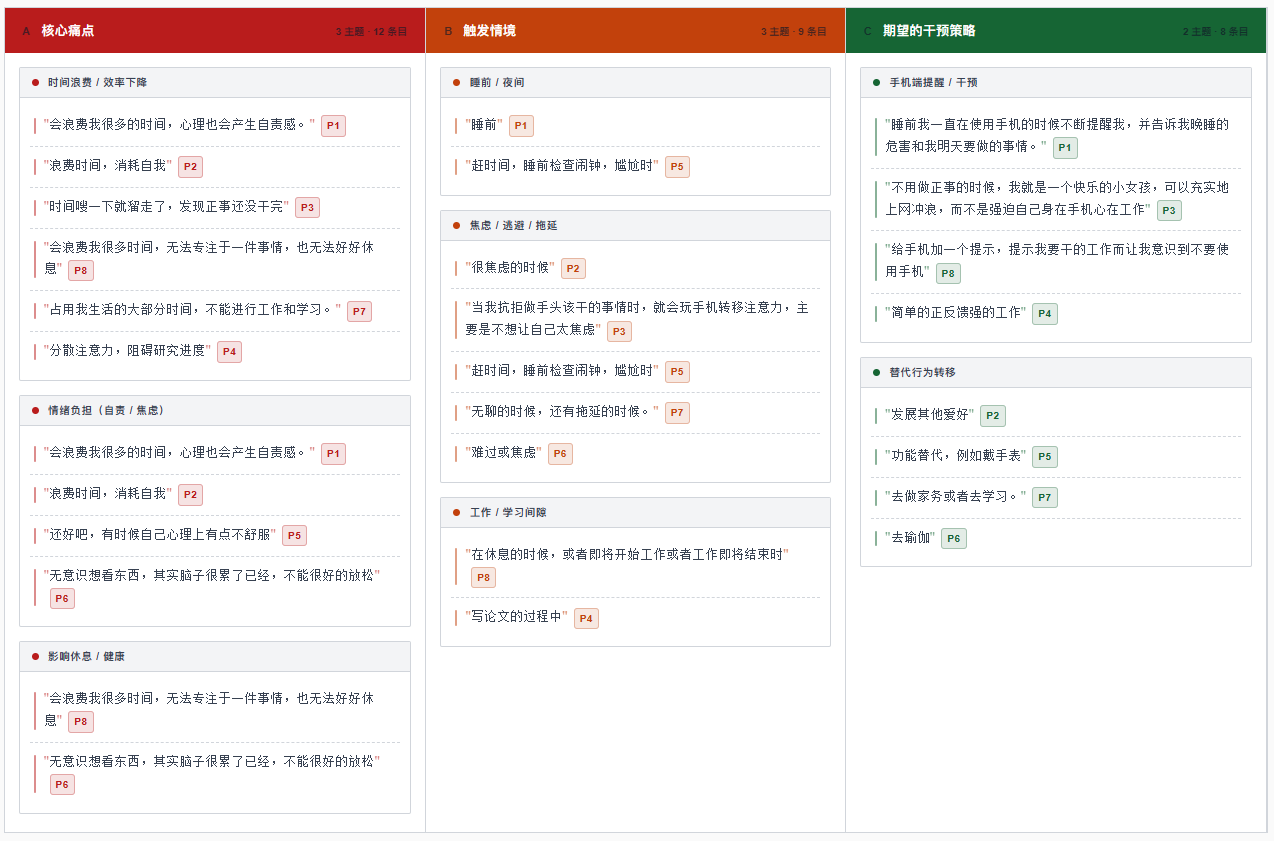 A 核心痛点 3 主题 · 12 条目
时间浪费 / 效率下降
"会浪费我很多的时间，心理也会产生自责感。" P1
"浪费时间，消耗自我" P2
"时间嗖一下就溜走了，发现正事还没干完" P3
"会浪费我很多时间，无法专注于一件事情，也无法好好休
息" P8
"占用我生活的大部分时间，不能进行工作和学习。" P7
"分散注意力，阻碍研究进度" P4
情绪负担（自责 / 焦虑）
"会浪费我很多的时间，心理也会产生自责感。" P1
"浪费时间，消耗自我" P2
"还好吧，有时候自己心理上有点不舒服" P5
"无意识想看东西，其实脑子很累了已经，不能很好的放松"
P6
影响休息 / 健康
"会浪费我很多时间，无法专注于一件事情，也无法好好休
息" P8
"无意识想看东西，其实脑子很累了已经，不能很好的放松"
P6
B 触发情境 3 主题 · 9 条目
睡前 / 夜间
"睡前" P1
"赶时间，睡前检查闹钟，尴尬时" P5
焦虑 / 逃避 / 拖延
"很焦虑的时候" P2
"当我抗拒做手头该干的事情时，就会玩手机转移注意力，主
要是不想让自己太焦虑" P3
"赶时间，睡前检查闹钟，尴尬时" P5
"无聊的时候，还有拖延的时候。" P7
"难过或焦虑" P6
工作 / 学习间隙
"在休息的时候，或者即将开始工作或者工作即将结束时"
P8
"写论文的过程中" P4
C 期望的干预策略 2 主题 · 8 条目
手机端提醒 / 干预
"睡前我一直在使用手机的时候不断提醒我，并告诉我晚睡的
危害和我明天要做的事情。" P1
"不用做正事的时候，我就是一个快乐的小女孩，可以充实地
上网冲浪，而不是强迫自己身在手机心在工作" P3
"给手机加一个提示，提示我要干的工作而让我意识到不要使
用手机" P8
"简单的正反馈强的工作" P4
替代行为转移
"发展其他爱好" P2
"功能替代，例如戴手表" P5
"去做家务或者去学习。" P7
"去瑜伽" P6